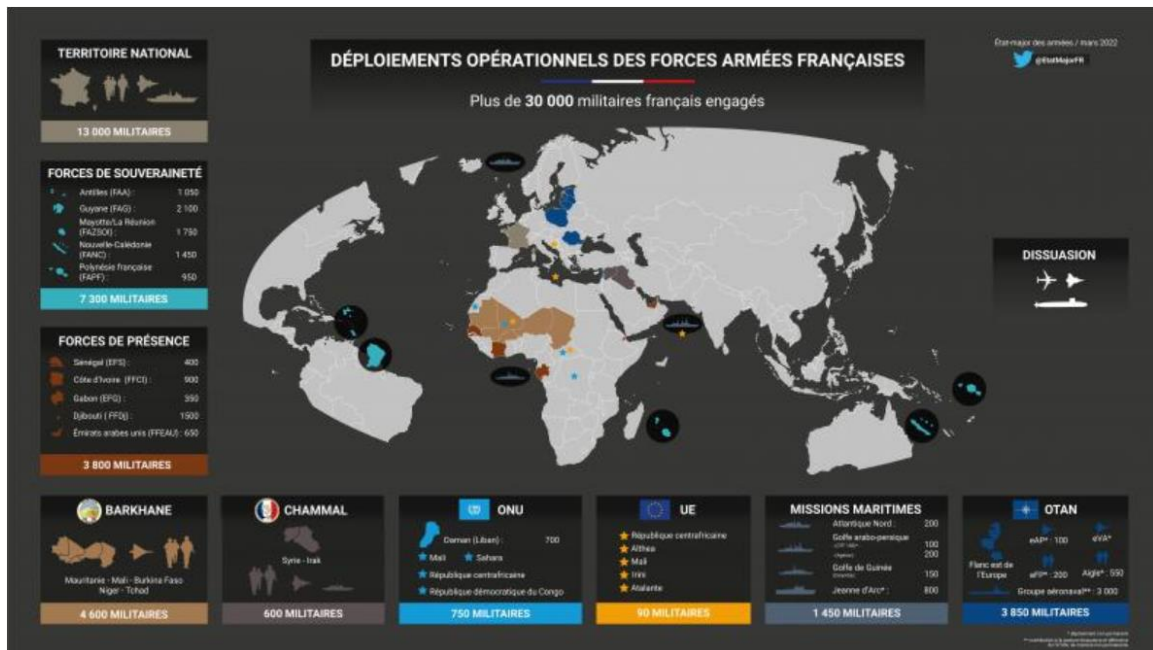 DÉPLOIEMENTS OPÉRATIONNELS DES FORCES ARMÉES FRANÇAISES
Plus de 30 000 militaires français engagés
État-major des armées / mars 2022
@EtatMajorFR
TERRITOIRE NATIONAL
13 000 MILITAIRES
FORCES DE SOUVERAINETÉ
Antilles (FAA) : 1 050
Guyane (FAG) : 2 100
Mayotte/La Réunion
(FAZSOI) : 1 750
Nouvelle-Calédonie
(FANC) : 1 450
Polynésie française
(FAPF) : 950
7 300 MILITAIRES
FORCES DE PRÉSENCE
Sénégal (EFS) 400
Côte d'Ivoire (FFCI) : 900
Gabon (EFG) : 350
Djibouti ( FFDj) : 1500
Émirats arabes unis (FFEAU) : 650
3 800 MILITAIRES
DISSUASION
BARKHANE
Mauritanie - Mali - Burkina Faso
Niger - Tchad
4 600 MILITAIRES
CHAMMAL
Syrie - Irak
600 MILITAIRES
ONU
Daman (Liban) : 700
Mali Sahara
République centrafricaine
République démocratique du Congo
750 MILITAIRES
UE
République centrafricaine
Althea
Mali
Irini
Atalante
90 MILITAIRES
MISSIONS MARITIMES
Atlantique Nord : 200
Golfe arabo-persique
100
200
Golfe de Guinée
150
Jeanne d'Arc* : 800
1 450 MILITAIRES
OTAN
eAP* : 100 eVA*
Flanc est de
l'Europe
eFP* : 200 Aigle* : 550
Groupe aéronaval** : 3 000
3 850 MILITAIRES